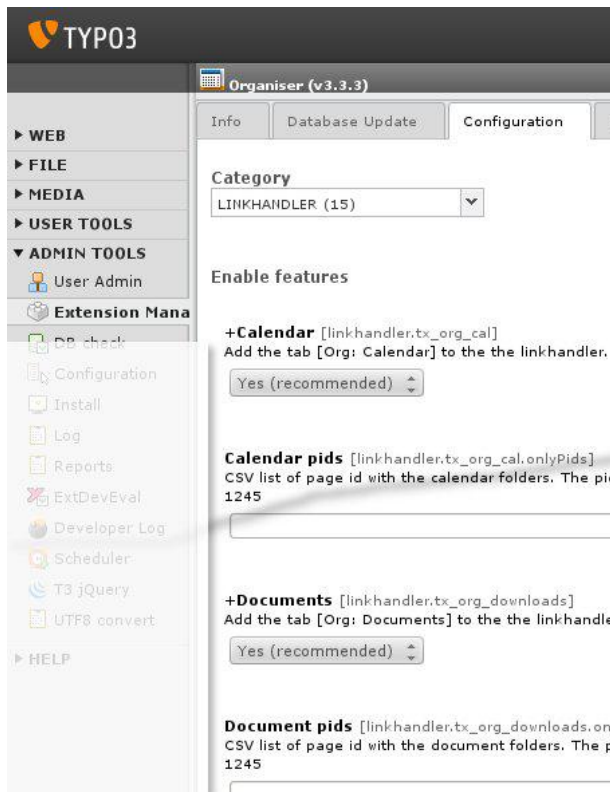 TYPO3
Organiser (v3.3.3)
Info
Database Update
Configuration
WEB
FILE
MEDIA
USER TOOLS
ADMIN TOOLS
User Admin
Extension Mana
DB check
Configuration
Install
Log
Reports
ExtDevEval
Developer Log
Scheduler
T3 jQuery
UTF8 convert
HELP
Category
LINKHANDLER (15)
Enable features
+Calendar [linkhandler.tx_org_cal]
Add the tab [Org: Calendar] to the the linkhandler.
Yes (recommended)
Calendar pids [linkhandler.tx_org_cal.onlyPids]
CSV list of page id with the calendar folders. The pi
1245
+Documents [linkhandler.tx_org_downloads]
Add the tab [Org: Documents] to the the linkhandle
Yes (recommended)
Document pids [linkhandler.tx_org_downloads.on
CSV list of page id with the document folders. The p
1245